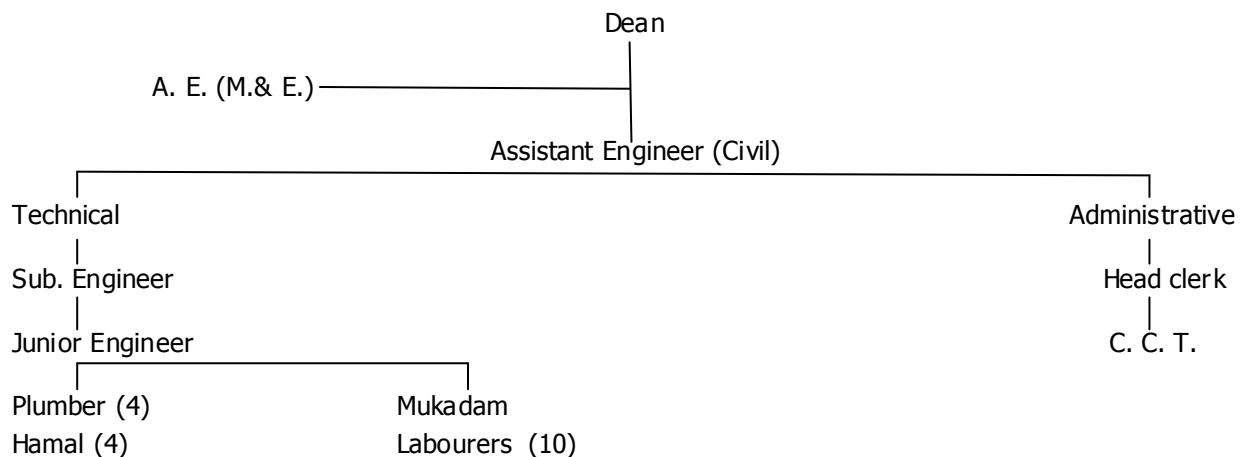 Dean
A. E. (M.& E.)
Assistant Engineer (Civil)
Technical
Administrative
Sub. Engineer
Head clerk
Junior Engineer
C. C. T.
Plumber (4)
Mukadam
Hamal (4)
Labourers (10)